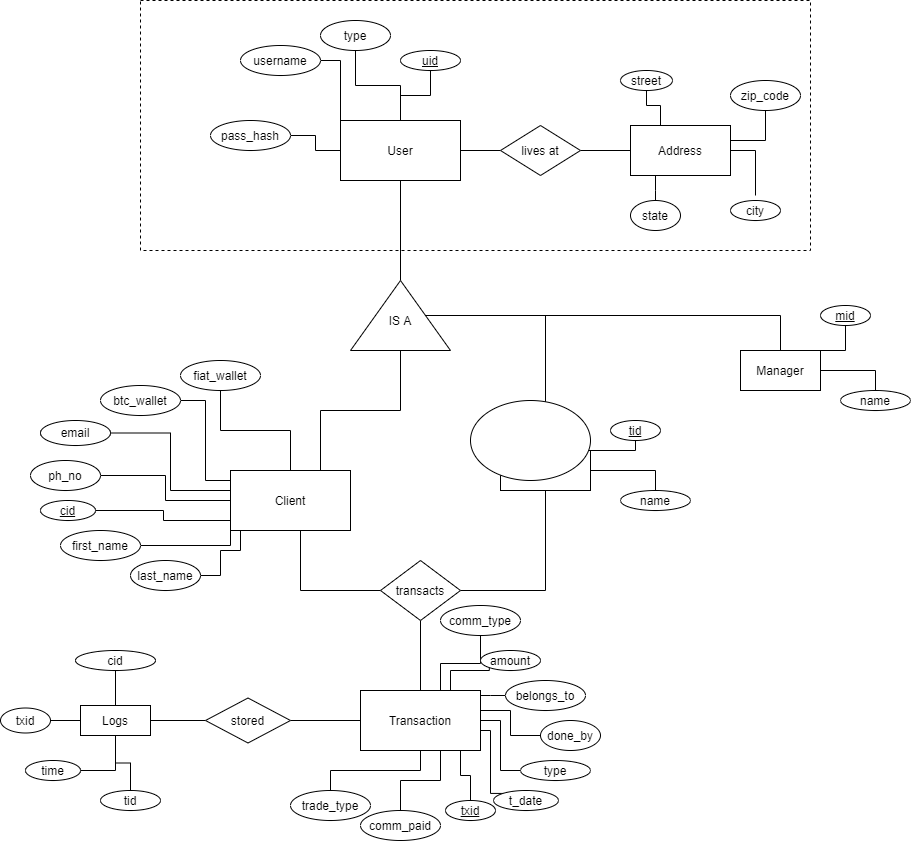 type
username
uid
street
zip_code
pass_hash
User
lives at
Address
state
city
IS A
mid
Manager
name
fiat_wallet
btc_wallet
email
tid
ph_no
Client
name
cid
first_name
last_name
transacts
comm_type
cid
amount
belongs_to
txid
Logs
stored
Transaction
done_by
time
type
tid
trade_type
comm_paid
txid
t_date